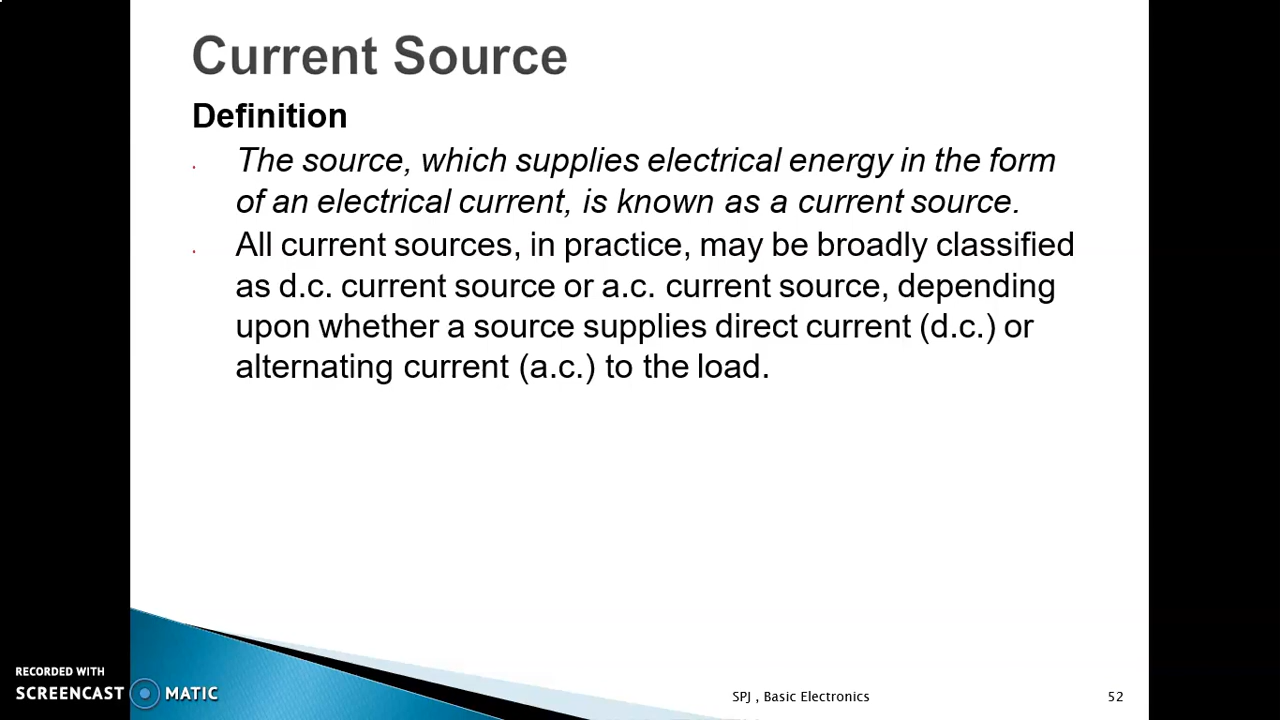 Current Source
Definition
The source, which supplies electrical energy in the form
of an electrical current, is known as a current source.
All current sources, in practice, may be broadly classified
as d.c. current source or a.c. current source, depending
upon whether a source supplies direct current (d.c.) or
alternating current (a.c.) to the load.
RECORDED WITH
SCREENCAST MATIC
SPJ , Basic Electronics
52